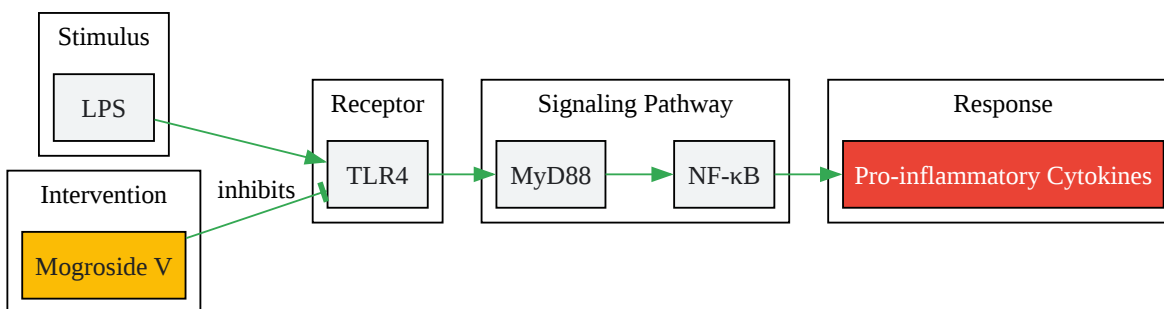 Stimulus
LPS
Intervention
Mogroside V
inhibits
Receptor
TLR4
Signaling Pathway
MyD88
NF-κB
Response
Pro-inflammatory Cytokines